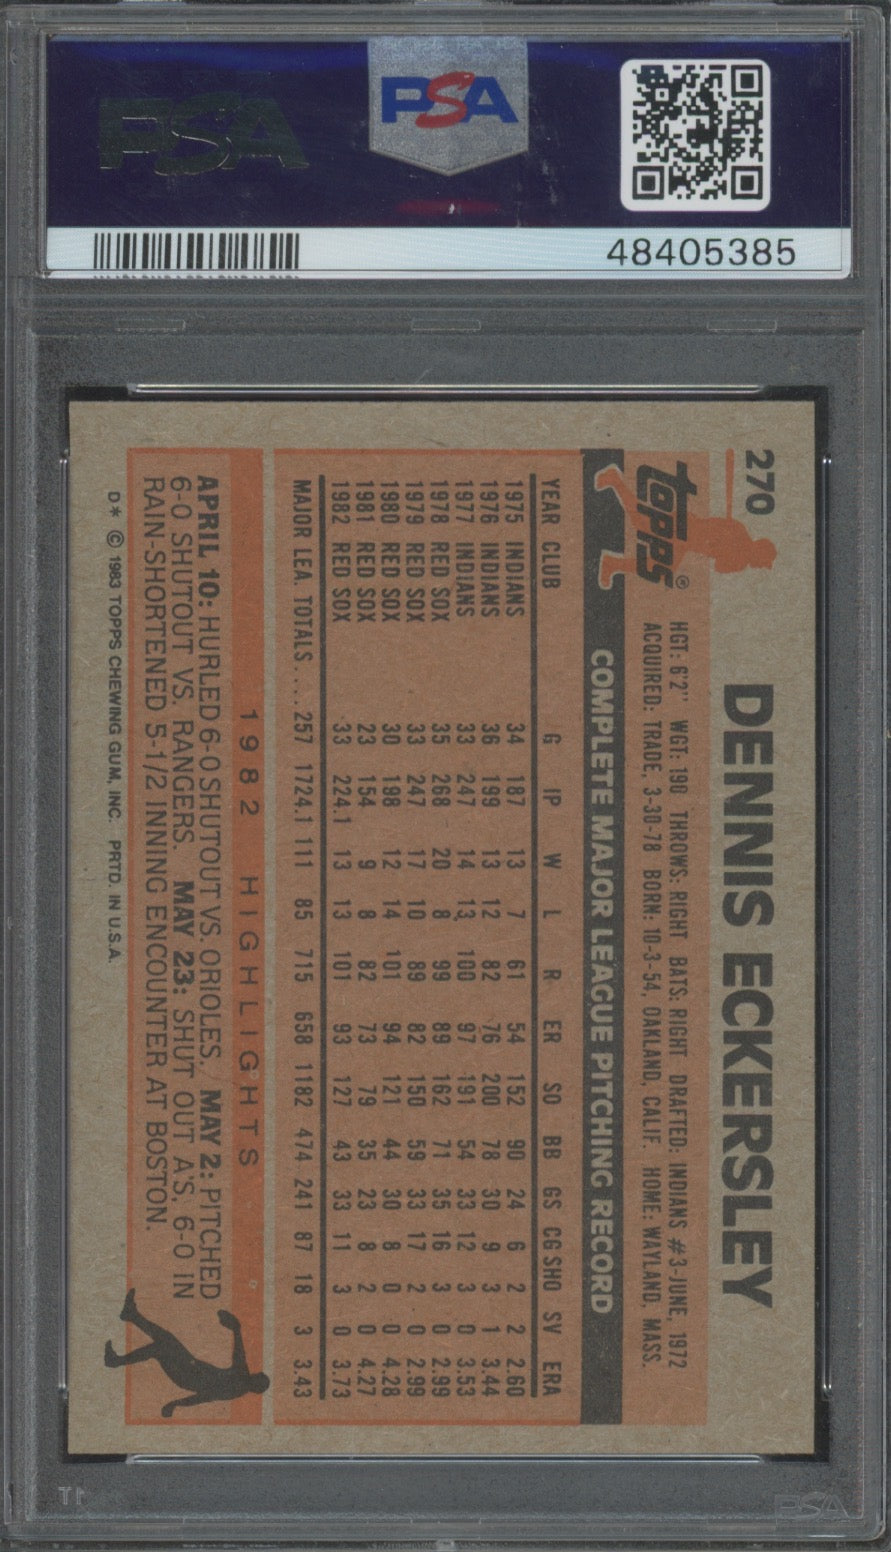 PSA
PSA
48405385
270
topps®
DENNIS ECKERSLEY
HGT: 6'2" WGT: 190 THROWS: RIGHT BATS: RIGHT DRAFTED: INDIANS #3-JUNE, 1972
ACQUIRED: TRADE, 3-30-78 BORN: 10-3-54, OAKLAND, CALIF. HOME: WAYLAND, MASS.
COMPLETE MAJOR LEAGUE PITCHING RECORD
YEAR CLUB G IP W L R ER SO BB GS CG SHO SV ERA
1975 INDIANS 34 187 13 7 61 54 152 90 24 6 2 2 2.60
1976 INDIANS 36 199 13 12 82 76 200 78 30 9 3 1 3.44
1977 INDIANS 33 247 14 13 100 97 191 54 33 12 3 0 3.53
1978 RED SOX 35 268 20 8 99 89 162 71 35 16 3 0 2.99
1979 RED SOX 33 247 17 10 89 82 150 59 33 17 2 0 2.99
1980 RED SOX 30 198 12 14 101 94 121 44 30 8 0 0 4.28
1981 RED SOX 23 154 9 8 82 73 79 35 23 8 2 0 4.27
1982 RED SOX 33 224.1 13 13 101 93 127 43 33 11 3 0 3.73
MAJOR LEA. TOTALS.... 257 1724.1 111 85 715 658 1182 474 241 87 18 3 3.43
1982 HIGHLIGHTS
APRIL 10: HURLED 6-0 SHUTOUT VS. ORIOLES. MAY 2: PITCHED
6-0 SHUTOUT VS. RANGERS. MAY 23: SHUT OUT A'S, 6-0 IN
RAIN-SHORTENED 5-1/2 INNING ENCOUNTER AT BOSTON.
D* © 1983 TOPPS CHEWING GUM, INC. PRTD. IN U.S.A.
PSA